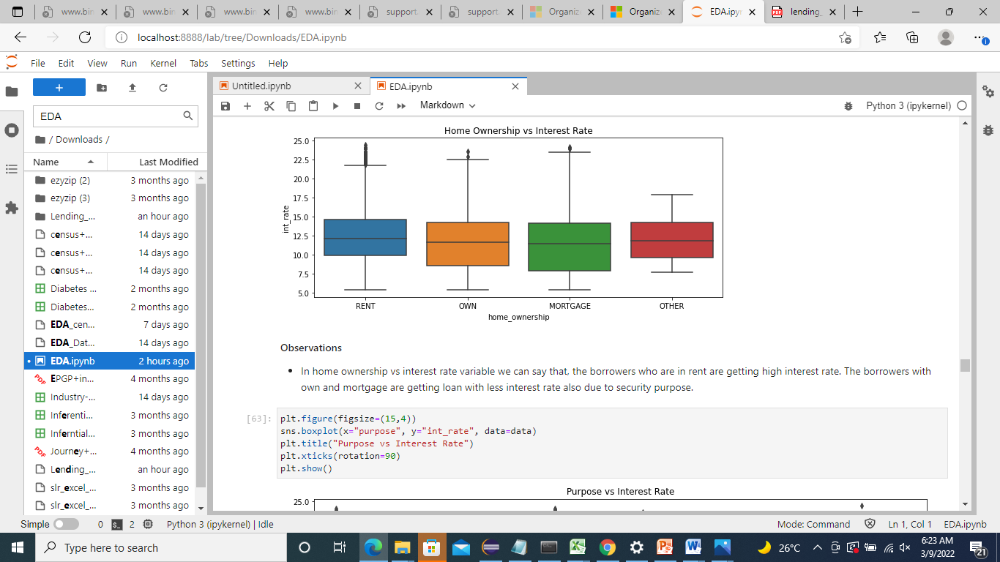 www.bin
www.bin
www.bin
www.bin
support.
support.
Organize
Organize
EDA.ipyn
lending_
localhost:8888/lab/tree/Downloads/EDA.ipynb
File Edit View Run Kernel Tabs Settings Help
Untitled.ipynb
EDA.ipynb
Markdown
Python 3 (ipykernel)
EDA
/ Downloads /
Name Last Modified
ezyzip (2) 3 months ago
ezyzip (3) 3 months ago
Lending_... an hour ago
census+... 14 days ago
census+... 14 days ago
census+... 14 days ago
Diabetes ... 2 months ago
Diabetes... 2 months ago
EDA_cen... 7 days ago
EDA_Dat... 14 days ago
EDA.ipynb 2 hours ago
EPGP+in... 4 months ago
Industry-... 14 days ago
Inferenti... 3 months ago
Inferntial... 3 months ago
Journey+... 4 months ago
Lending_... an hour ago
slr_excel_... 3 months ago
slr_excel_... 3 months ago
Home Ownership vs Interest Rate
25.0
22.5
20.0
17.5
15.0
12.5
10.0
7.5
5.0
int_rate
RENT OWN MORTGAGE OTHER
home_ownership
Observations
In home ownership vs interest rate variable we can say that, the borrowers who are in rent are getting high interest rate. The borrowers with
own and mortgage are getting loan with less interest rate also due to security purpose.
[63]:
plt.figure(figsize=(15,4))
sns.boxplot(x="purpose", y="int_rate", data=data)
plt.title("Purpose vs Interest Rate")
plt.xticks(rotation=90)
plt.show()
Purpose vs Interest Rate
25.0
Simple 0 2 Python 3 (ipykernel) | Idle
Mode: Command Ln 1, Col 1 EDA.ipynb
Type here to search
26°C
6:23 AM
3/9/2022
21